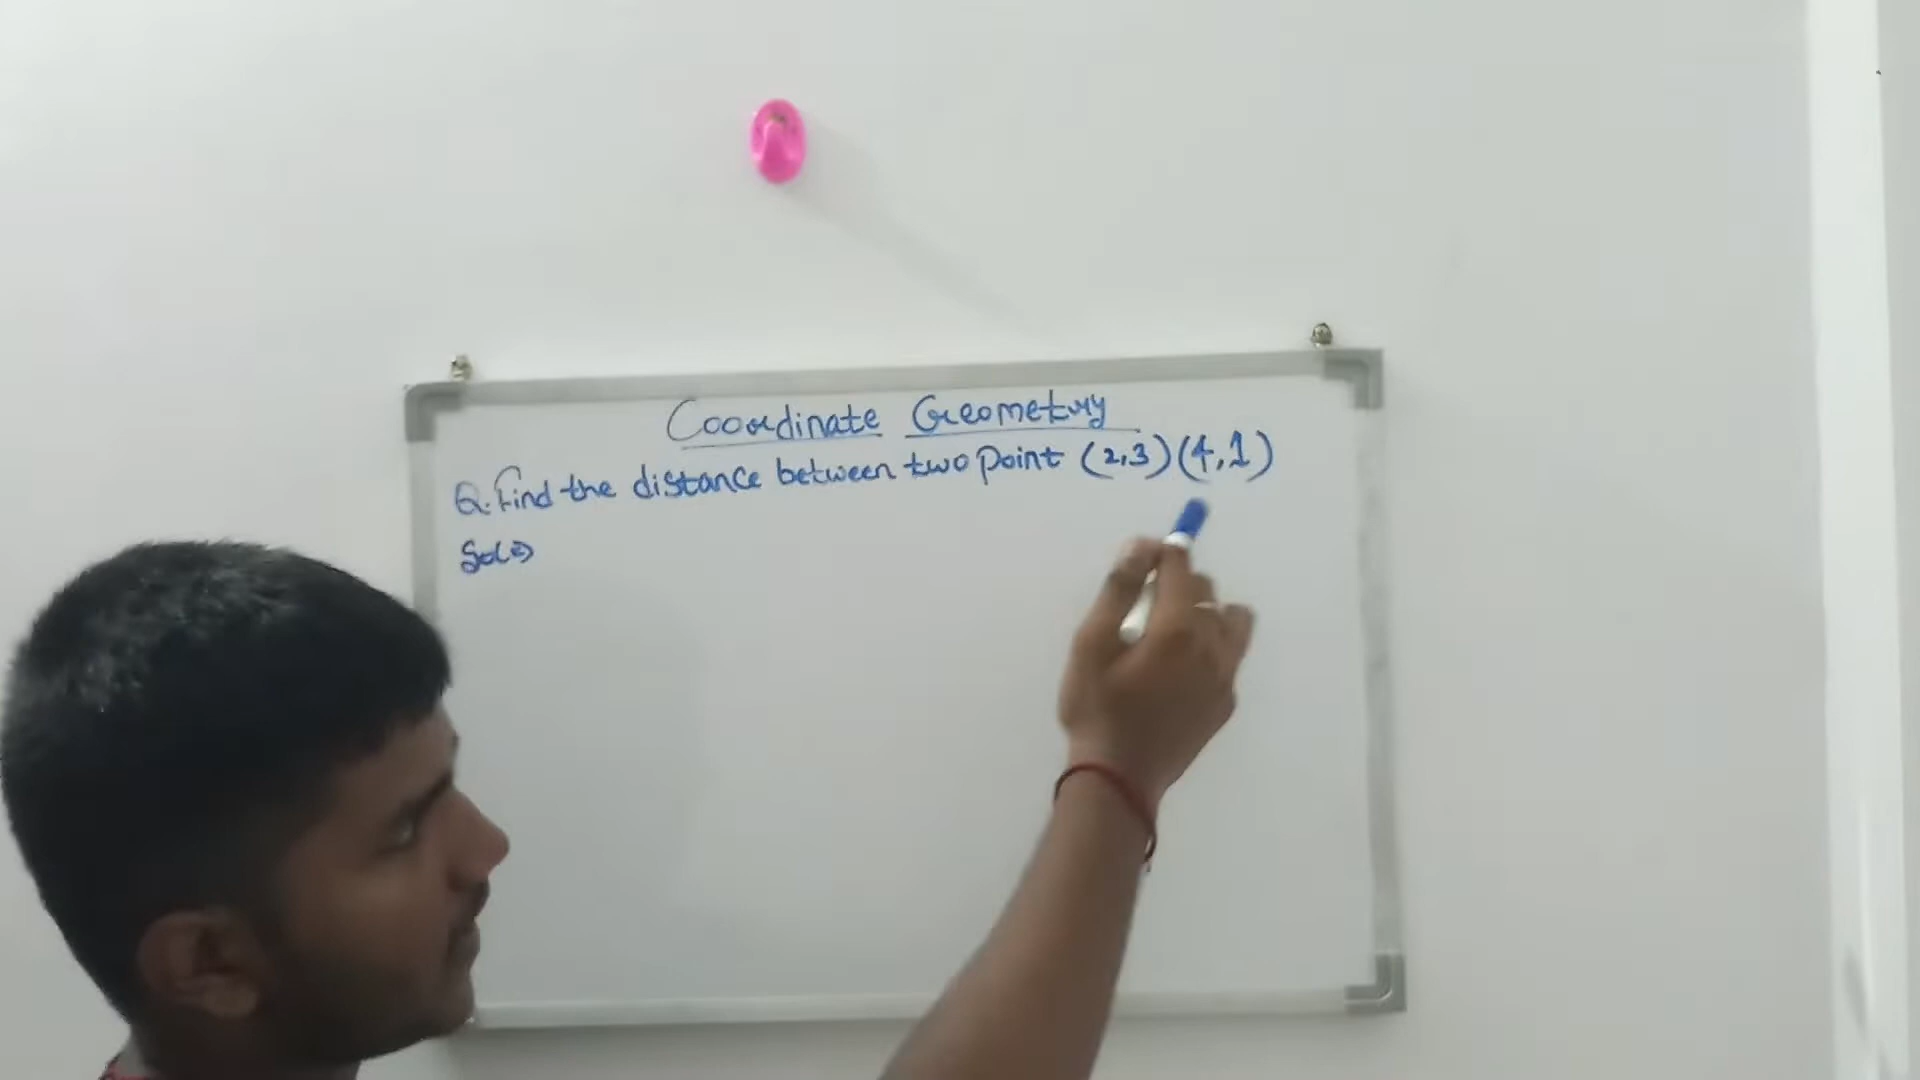 Coordinate Geometry
Q. Find the distance between two point (2,3)(4,1)
Sol⇒